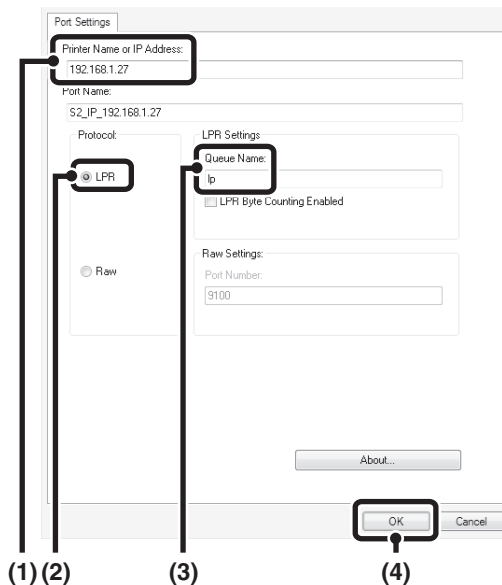 Port Settings
Printer Name or IP Address:
192.168.1.27
Port Name:
S2_IP_192.168.1.27
Protocol:
LPR
Raw
LPR Settings
Queue Name:
lp
LPR Byte Counting Enabled
Raw Settings:
Port Number:
9100
About...
OK
Cancel
(1) (2) (3) (4)